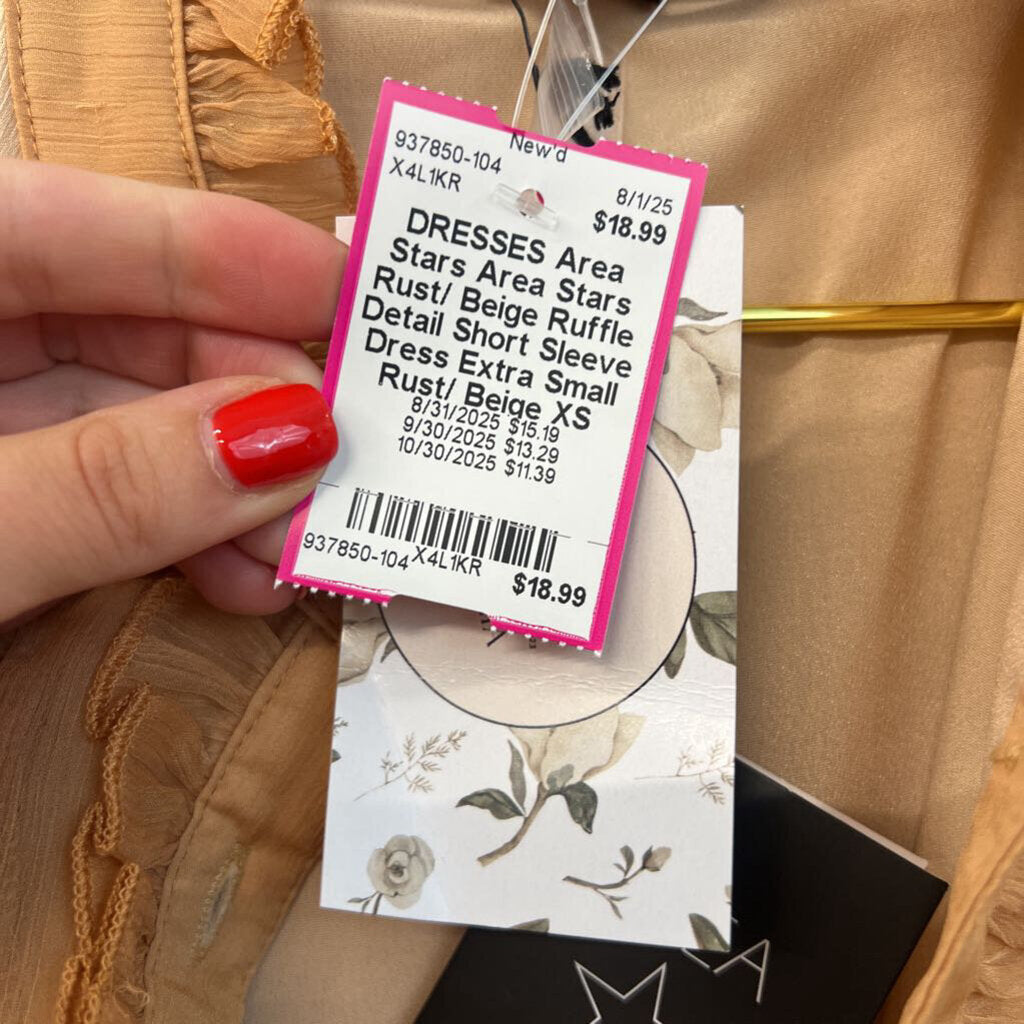 New'd
937850-104
X4L1KR
8/1/25
$18.99
DRESSES Area
Stars Area Stars
Rust/ Beige Ruffle
Detail Short Sleeve
Dress Extra Small
Rust/ Beige XS
8/31/2025 $15.19
9/30/2025 $13.29
10/30/2025 $11.39
937850-104 X4L1KR
$18.99